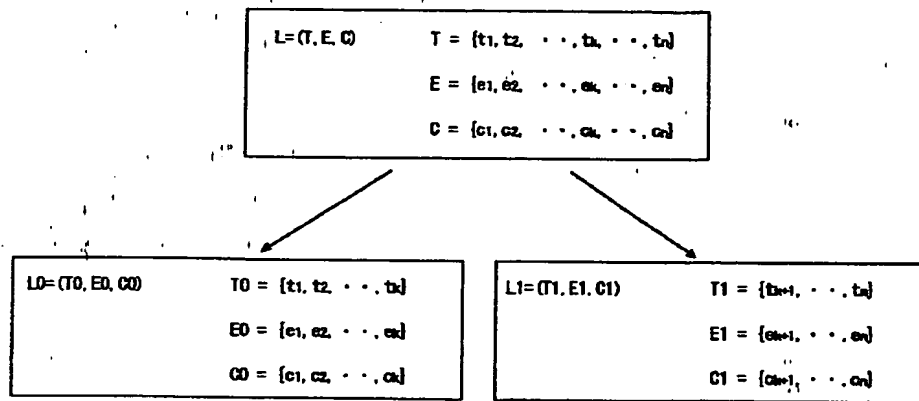 L=(T, E, C) T = {t1, t2, ・・, tk, ・・, tn}
E = {e1, e2, ・・, ek, ・・, en}
C = {c1, c2, ・・, ck, ・・, cn}
L0=(T0, E0, C0) T0 = {t1, t2, ・・, tk}
E0 = {e1, e2, ・・, ek}
C0 = {c1, c2, ・・, ck}
L1=(T1, E1, C1) T1 = {tk+1, ・・, tn}
E1 = {ek+1, ・・, en}
C1 = {ck+1, ・・, cn}